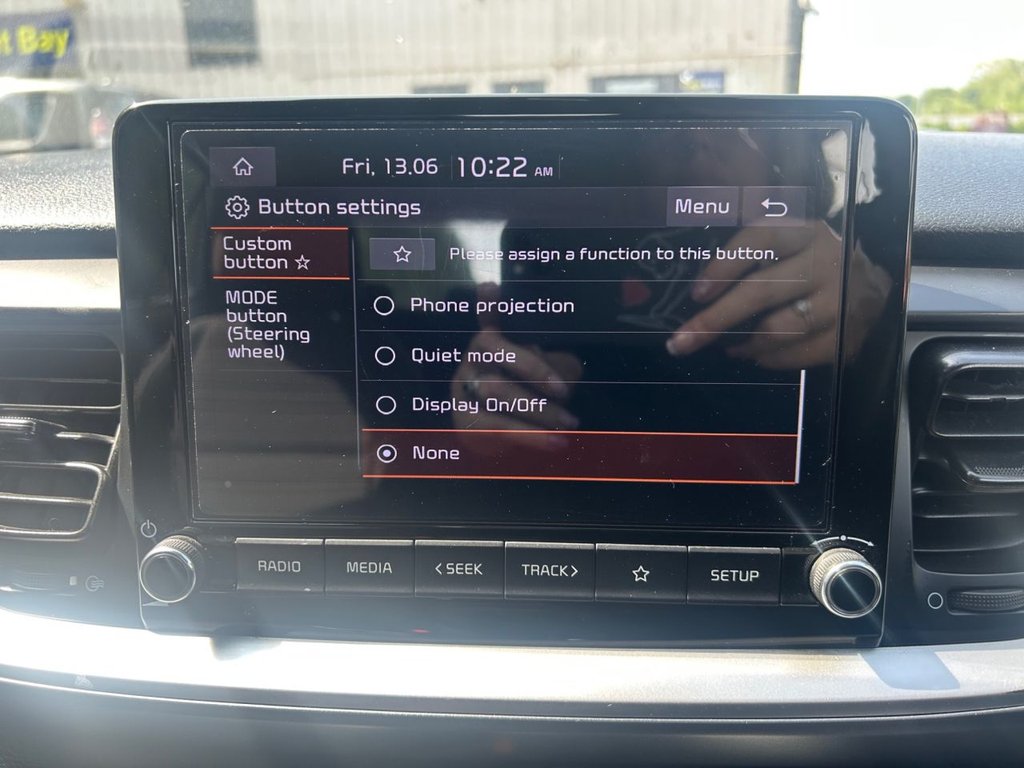 t Bay
Fri, 13.06 10:22 AM
Button settings
Menu
Custom
button ☆
☆ Please assign a function to this button.
MODE
button
(Steering
wheel)
Phone projection
Quiet mode
Display On/Off
None
RADIO
MEDIA
<SEEK
TRACK>
☆
SETUP